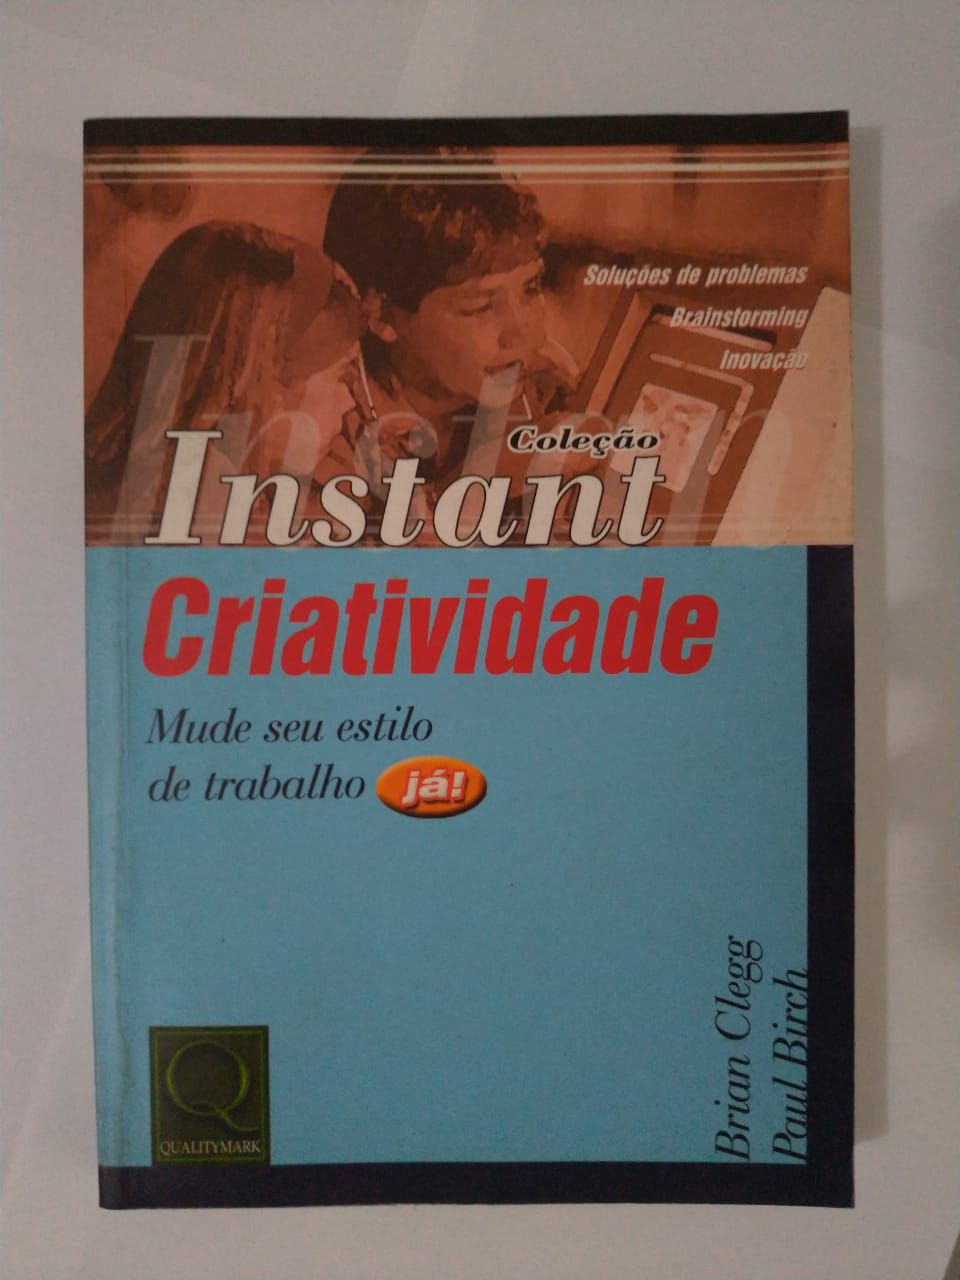 Soluções de problemas
Brainstorming
Inovação
Instant
Coleção
Instant
Criatividade
Mude seu estilo
de trabalho já!
Brian Clegg
Paul Birch
Q
QUALITYMARK